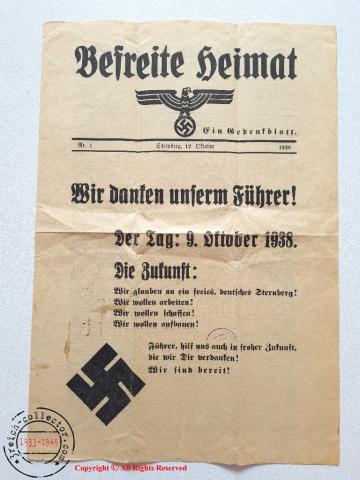 Befreite Heimat
Ein Gedenkblatt.
Nr. 1 Sternberg, 12 Oktober 1938
Wir danken unserm Führer!
Der Tag: 9. Oktober 1938.
Die Zukunft:
Wir glauben an ein freies, deutsches Sternberg!
Wir wollen arbeiten!
Wir wollen schaffen!
Wir wollen aufbauen!
Führer, hilf uns auch in froher Zukunft,
die wir Dir verdanken!
Wir sind bereit!
3reich-collector.com
1933-1945
Copyright © All Rights Reserved